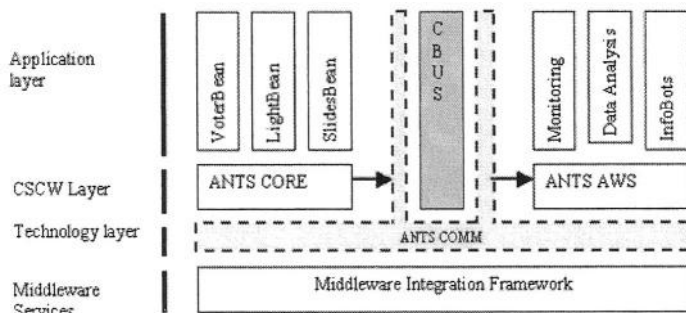 Application
layer
VoterBean
LightBean
SlidesBean
C
B
U
S
Monitoring
Data Analysis
InfoBots
CSCW Layer
ANTS CORE
ANTS AWS
Technology layer
ANTS COMM
Middleware
Services
Middleware Integration Framework